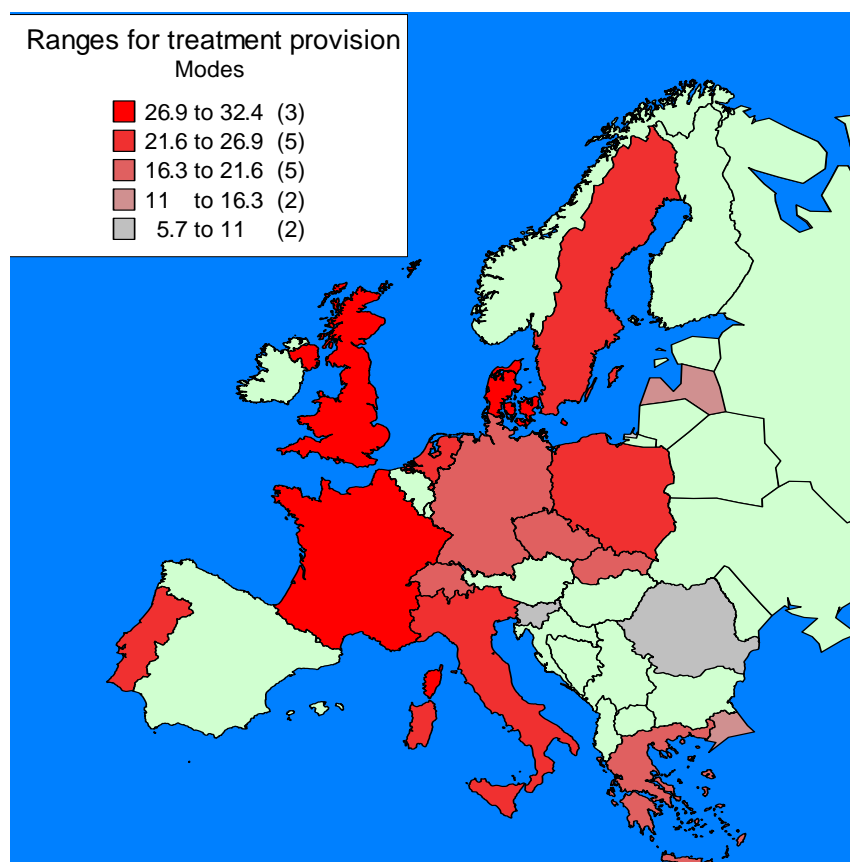 Ranges for treatment provision
Modes
26.9 to 32.4 (3)
21.6 to 26.9 (5)
16.3 to 21.6 (5)
11 to 16.3 (2)
5.7 to 11 (2)